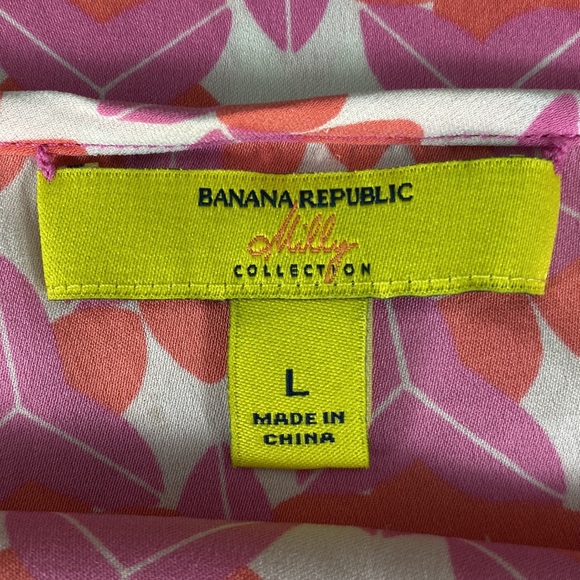 BANANA REPUBLIC
Milly
COLLECTION
L
MADE IN
CHINA